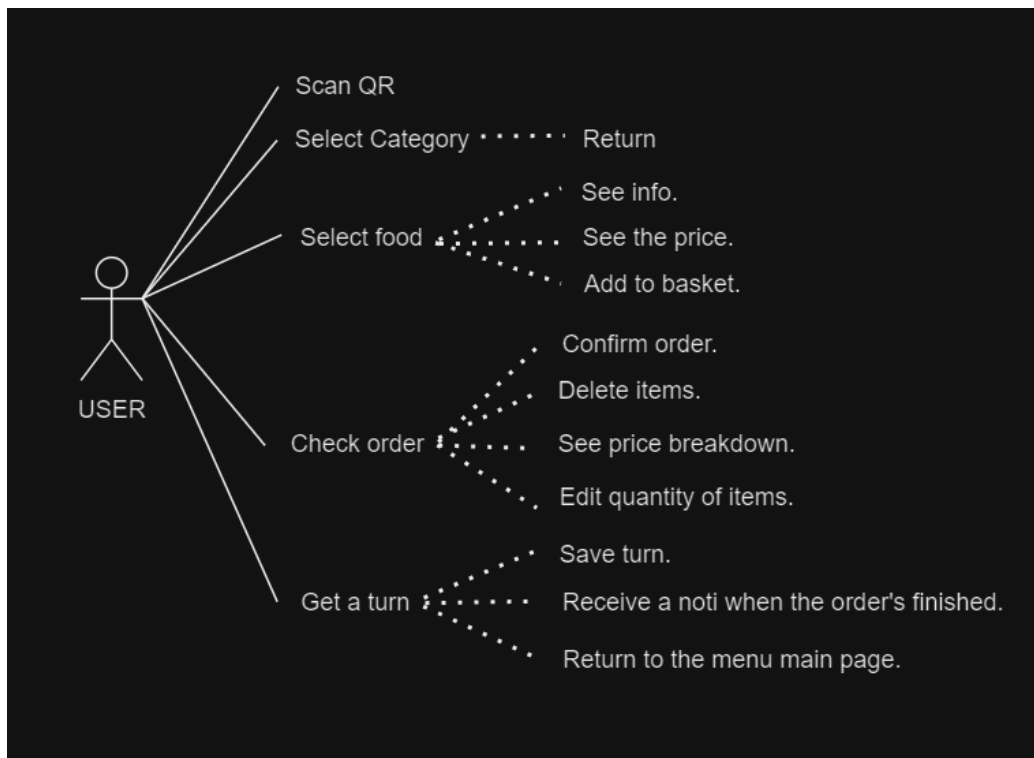 Scan QR
Select Category
Return
Select food
See info.
See the price.
Add to basket.
USER
Check order
Confirm order.
Delete items.
See price breakdown.
Edit quantity of items.
Get a turn
Save turn.
Receive a noti when the order's finished.
Return to the menu main page.